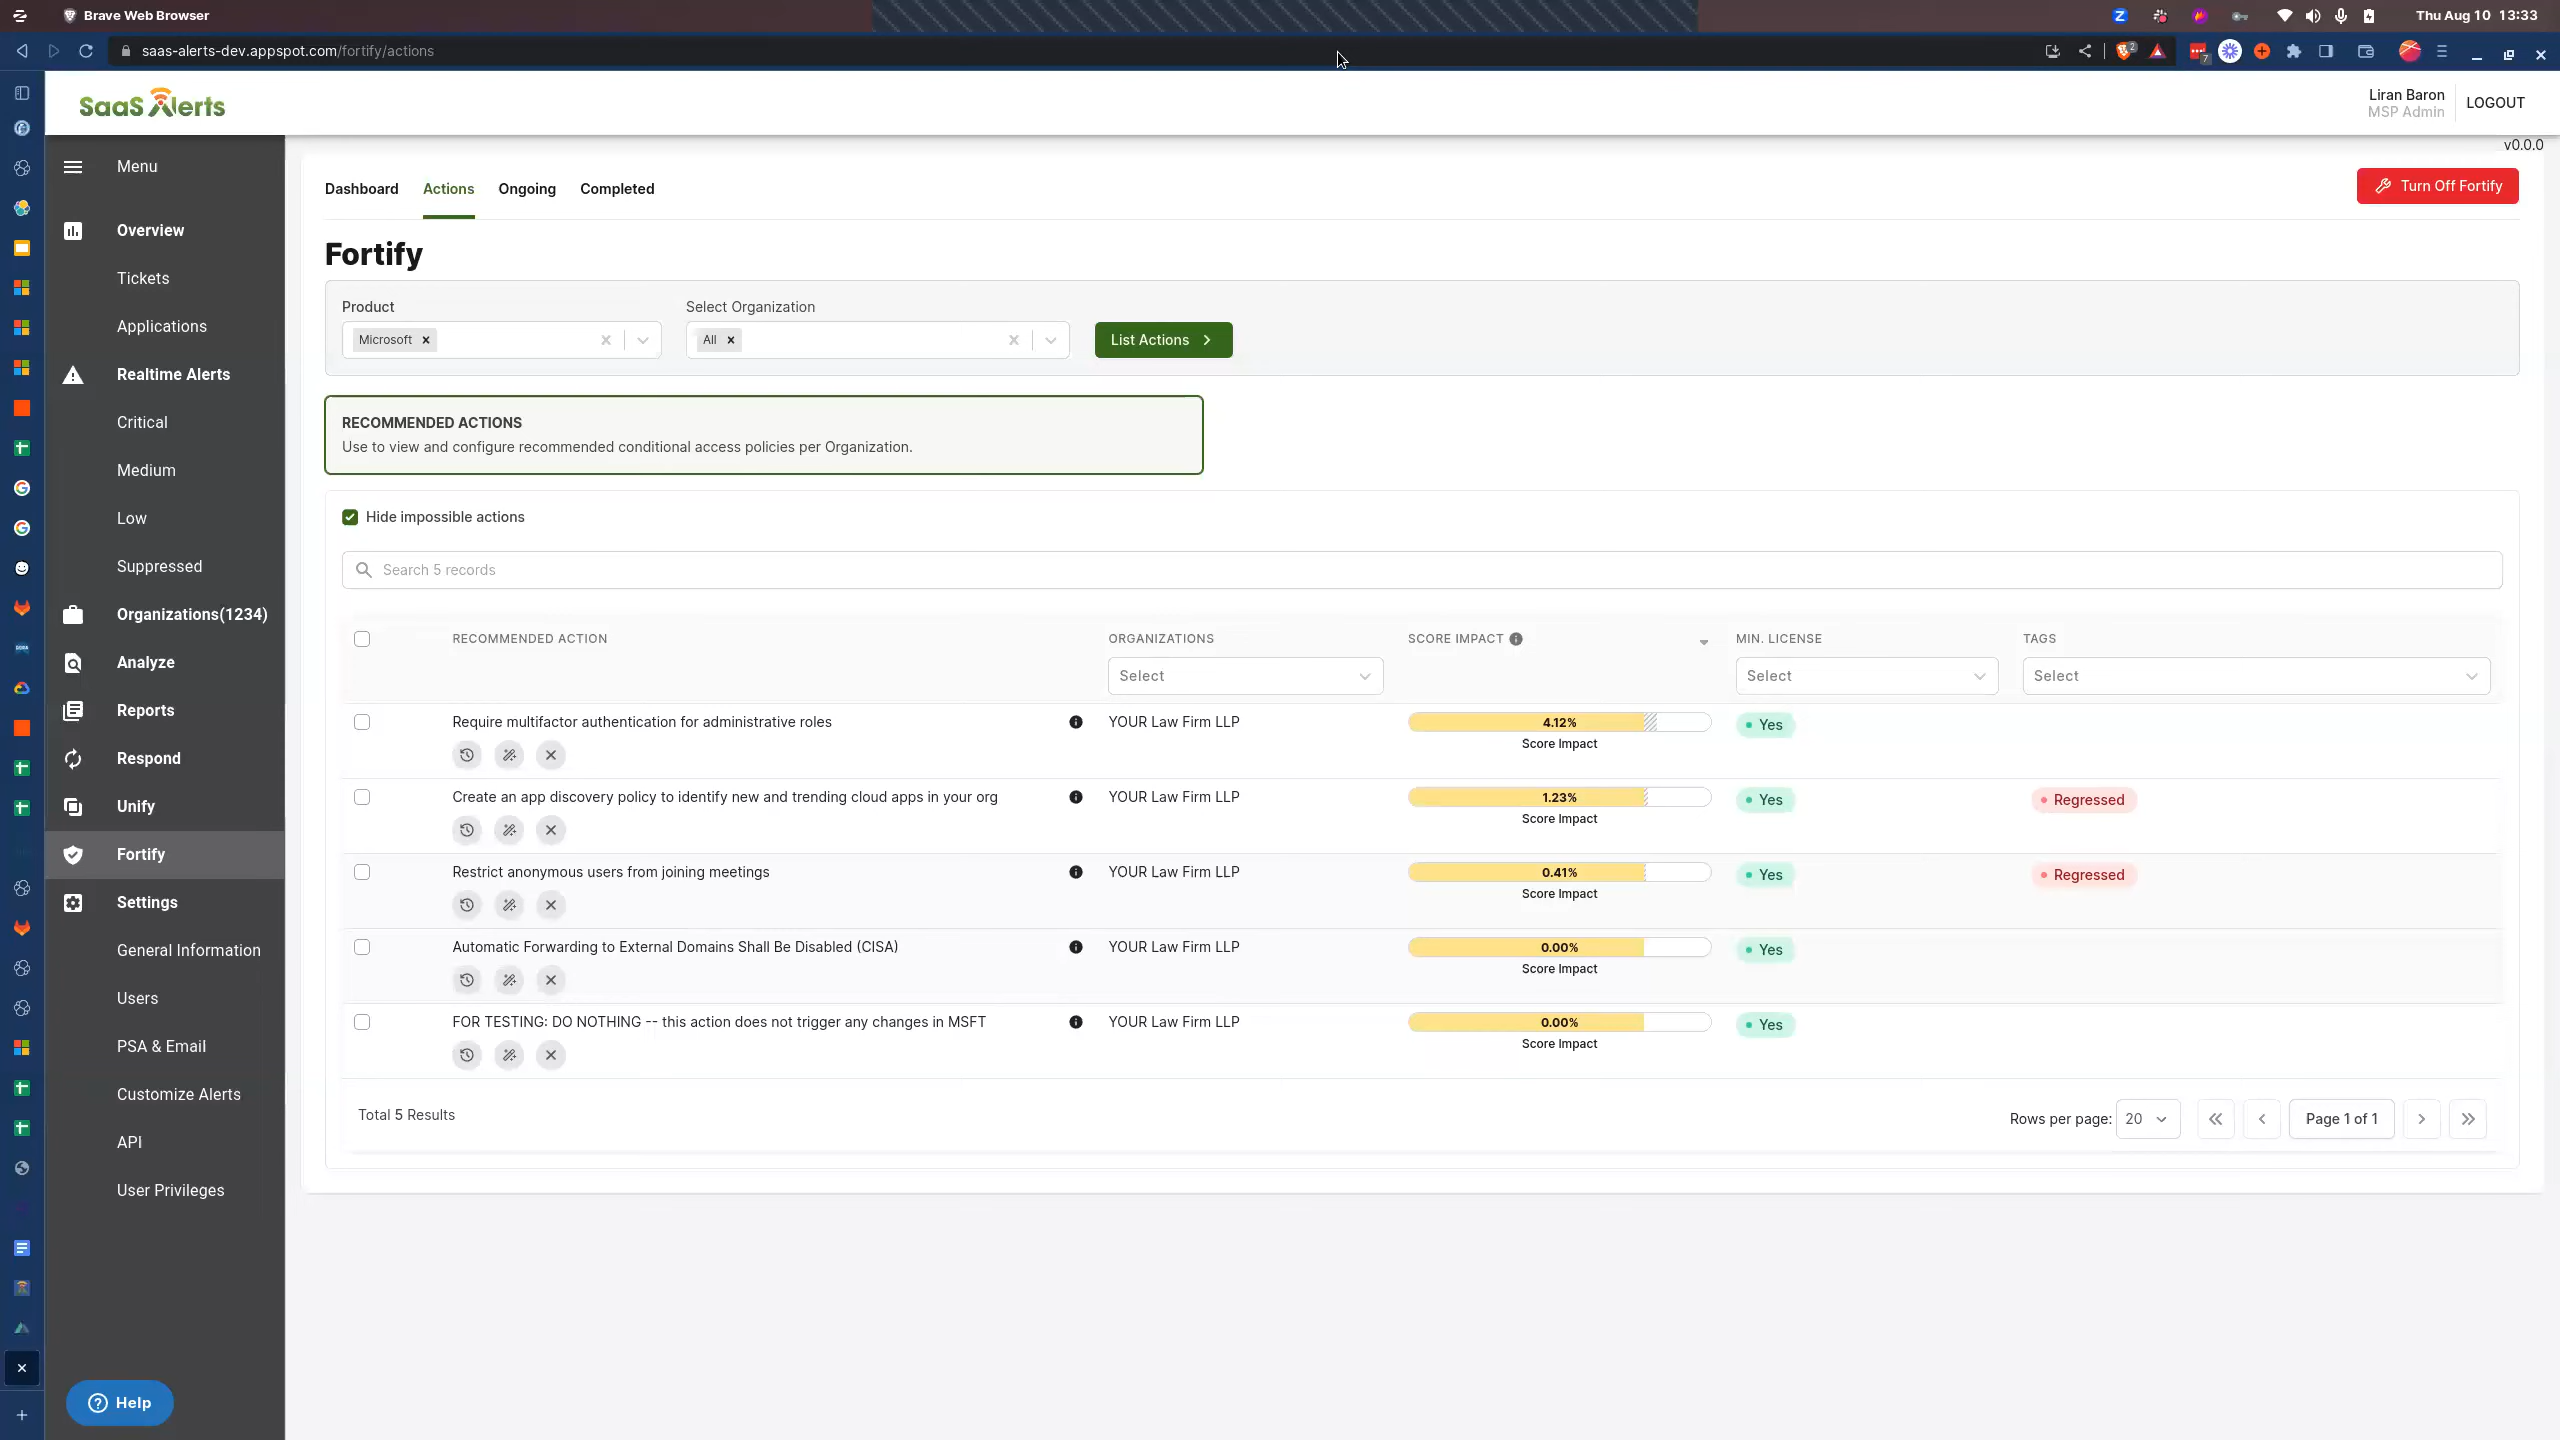 Brave Web Browser
Thu Aug 10 13:33
saas-alerts-dev.appspot.com/fortify/actions
2
7
SaaS Alerts
Liran Baron
MSP Admin
LOGOUT
v0.0.0
Menu
Overview
Tickets
Applications
Realtime Alerts
Critical
Medium
Low
Suppressed
Organizations(1234)
Analyze
Reports
Respond
Unify
Fortify
Settings
General Information
Users
PSA & Email
Customize Alerts
API
User Privileges
Help
Dashboard Actions Ongoing Completed
Turn Off Fortify
Fortify
Product Select Organization
Microsoft All List Actions
RECOMMENDED ACTIONS
Use to view and configure recommended conditional access policies per Organization.
Hide impossible actions
Search 5 records
RECOMMENDED ACTION ORGANIZATIONS SCORE IMPACT MIN. LICENSE TAGS
Select Select Select
Require multifactor authentication for administrative roles YOUR Law Firm LLP 4.12% Yes
Score Impact
Create an app discovery policy to identify new and trending cloud apps in your org YOUR Law Firm LLP 1.23% Yes Regressed
Score Impact
Restrict anonymous users from joining meetings YOUR Law Firm LLP 0.41% Yes Regressed
Score Impact
Automatic Forwarding to External Domains Shall Be Disabled (CISA) YOUR Law Firm LLP 0.00% Yes
Score Impact
FOR TESTING: DO NOTHING -- this action does not trigger any changes in MSFT YOUR Law Firm LLP 0.00% Yes
Score Impact
Total 5 Results
Rows per page: 20 Page 1 of 1